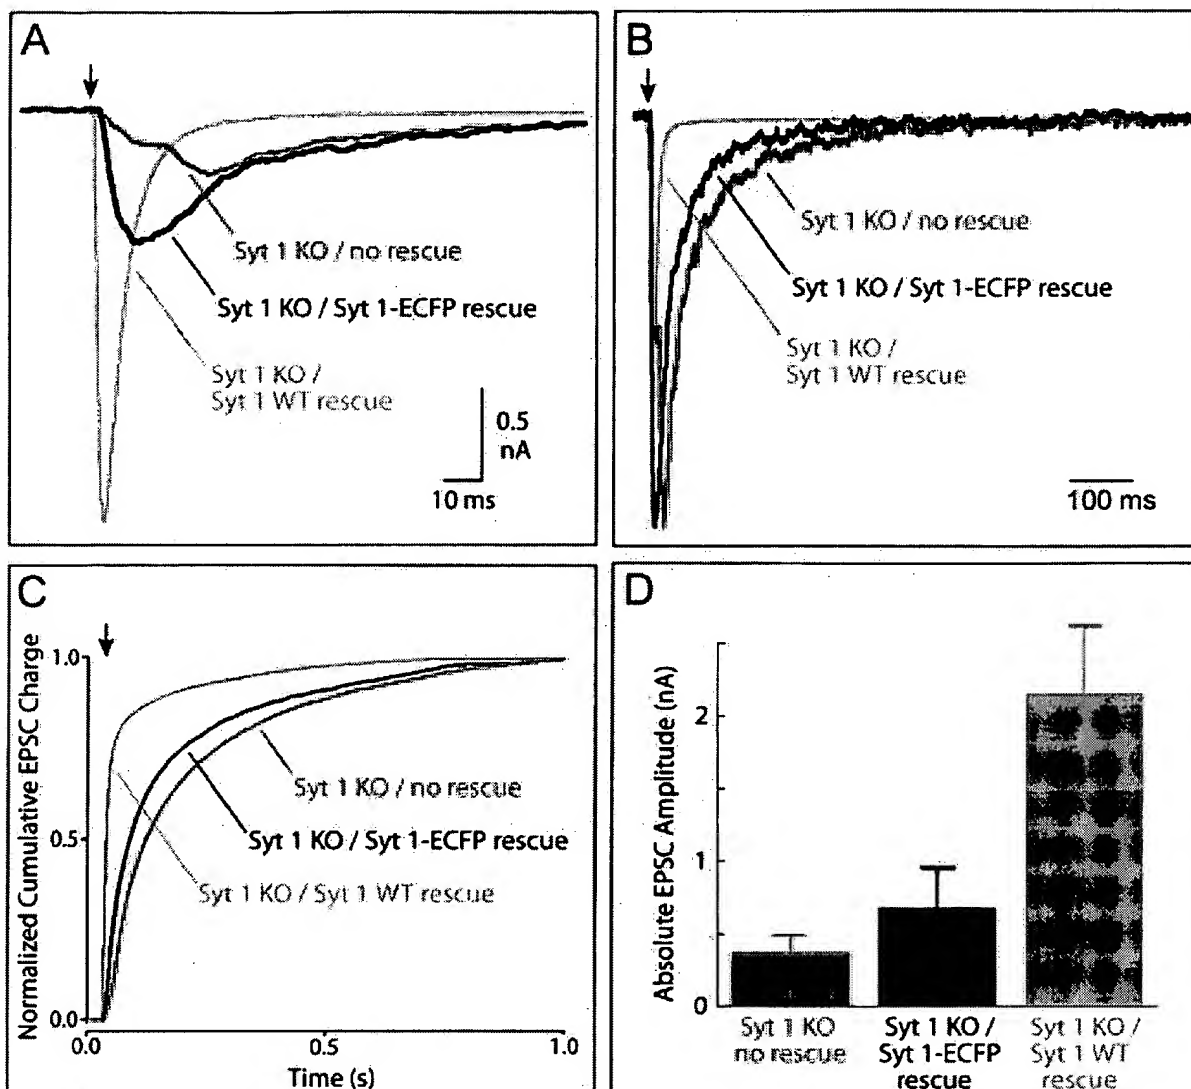 A
Syt 1 KO / no rescue
Syt 1 KO / Syt 1-ECFP rescue
Syt 1 KO /
Syt 1 WT rescue
0.5
nA
10 ms
B
Syt 1 KO / no rescue
Syt 1 KO / Syt 1-ECFP rescue
Syt 1 KO /
Syt 1 WT rescue
100 ms
C
Normalized Cumulative EPSC Charge
1.0
0.5
0.0
Syt 1 KO / no rescue
Syt 1 KO / Syt 1-ECFP rescue
Syt 1 KO / Syt 1 WT rescue
0.0
0.5
1.0
Time (s)
D
Absolute EPSC Amplitude (nA)
2
1
0
Syt 1 KO
no rescue
Syt 1 KO /
Syt 1-ECFP
rescue
Syt 1 KO /
Syt 1 WT
rescue